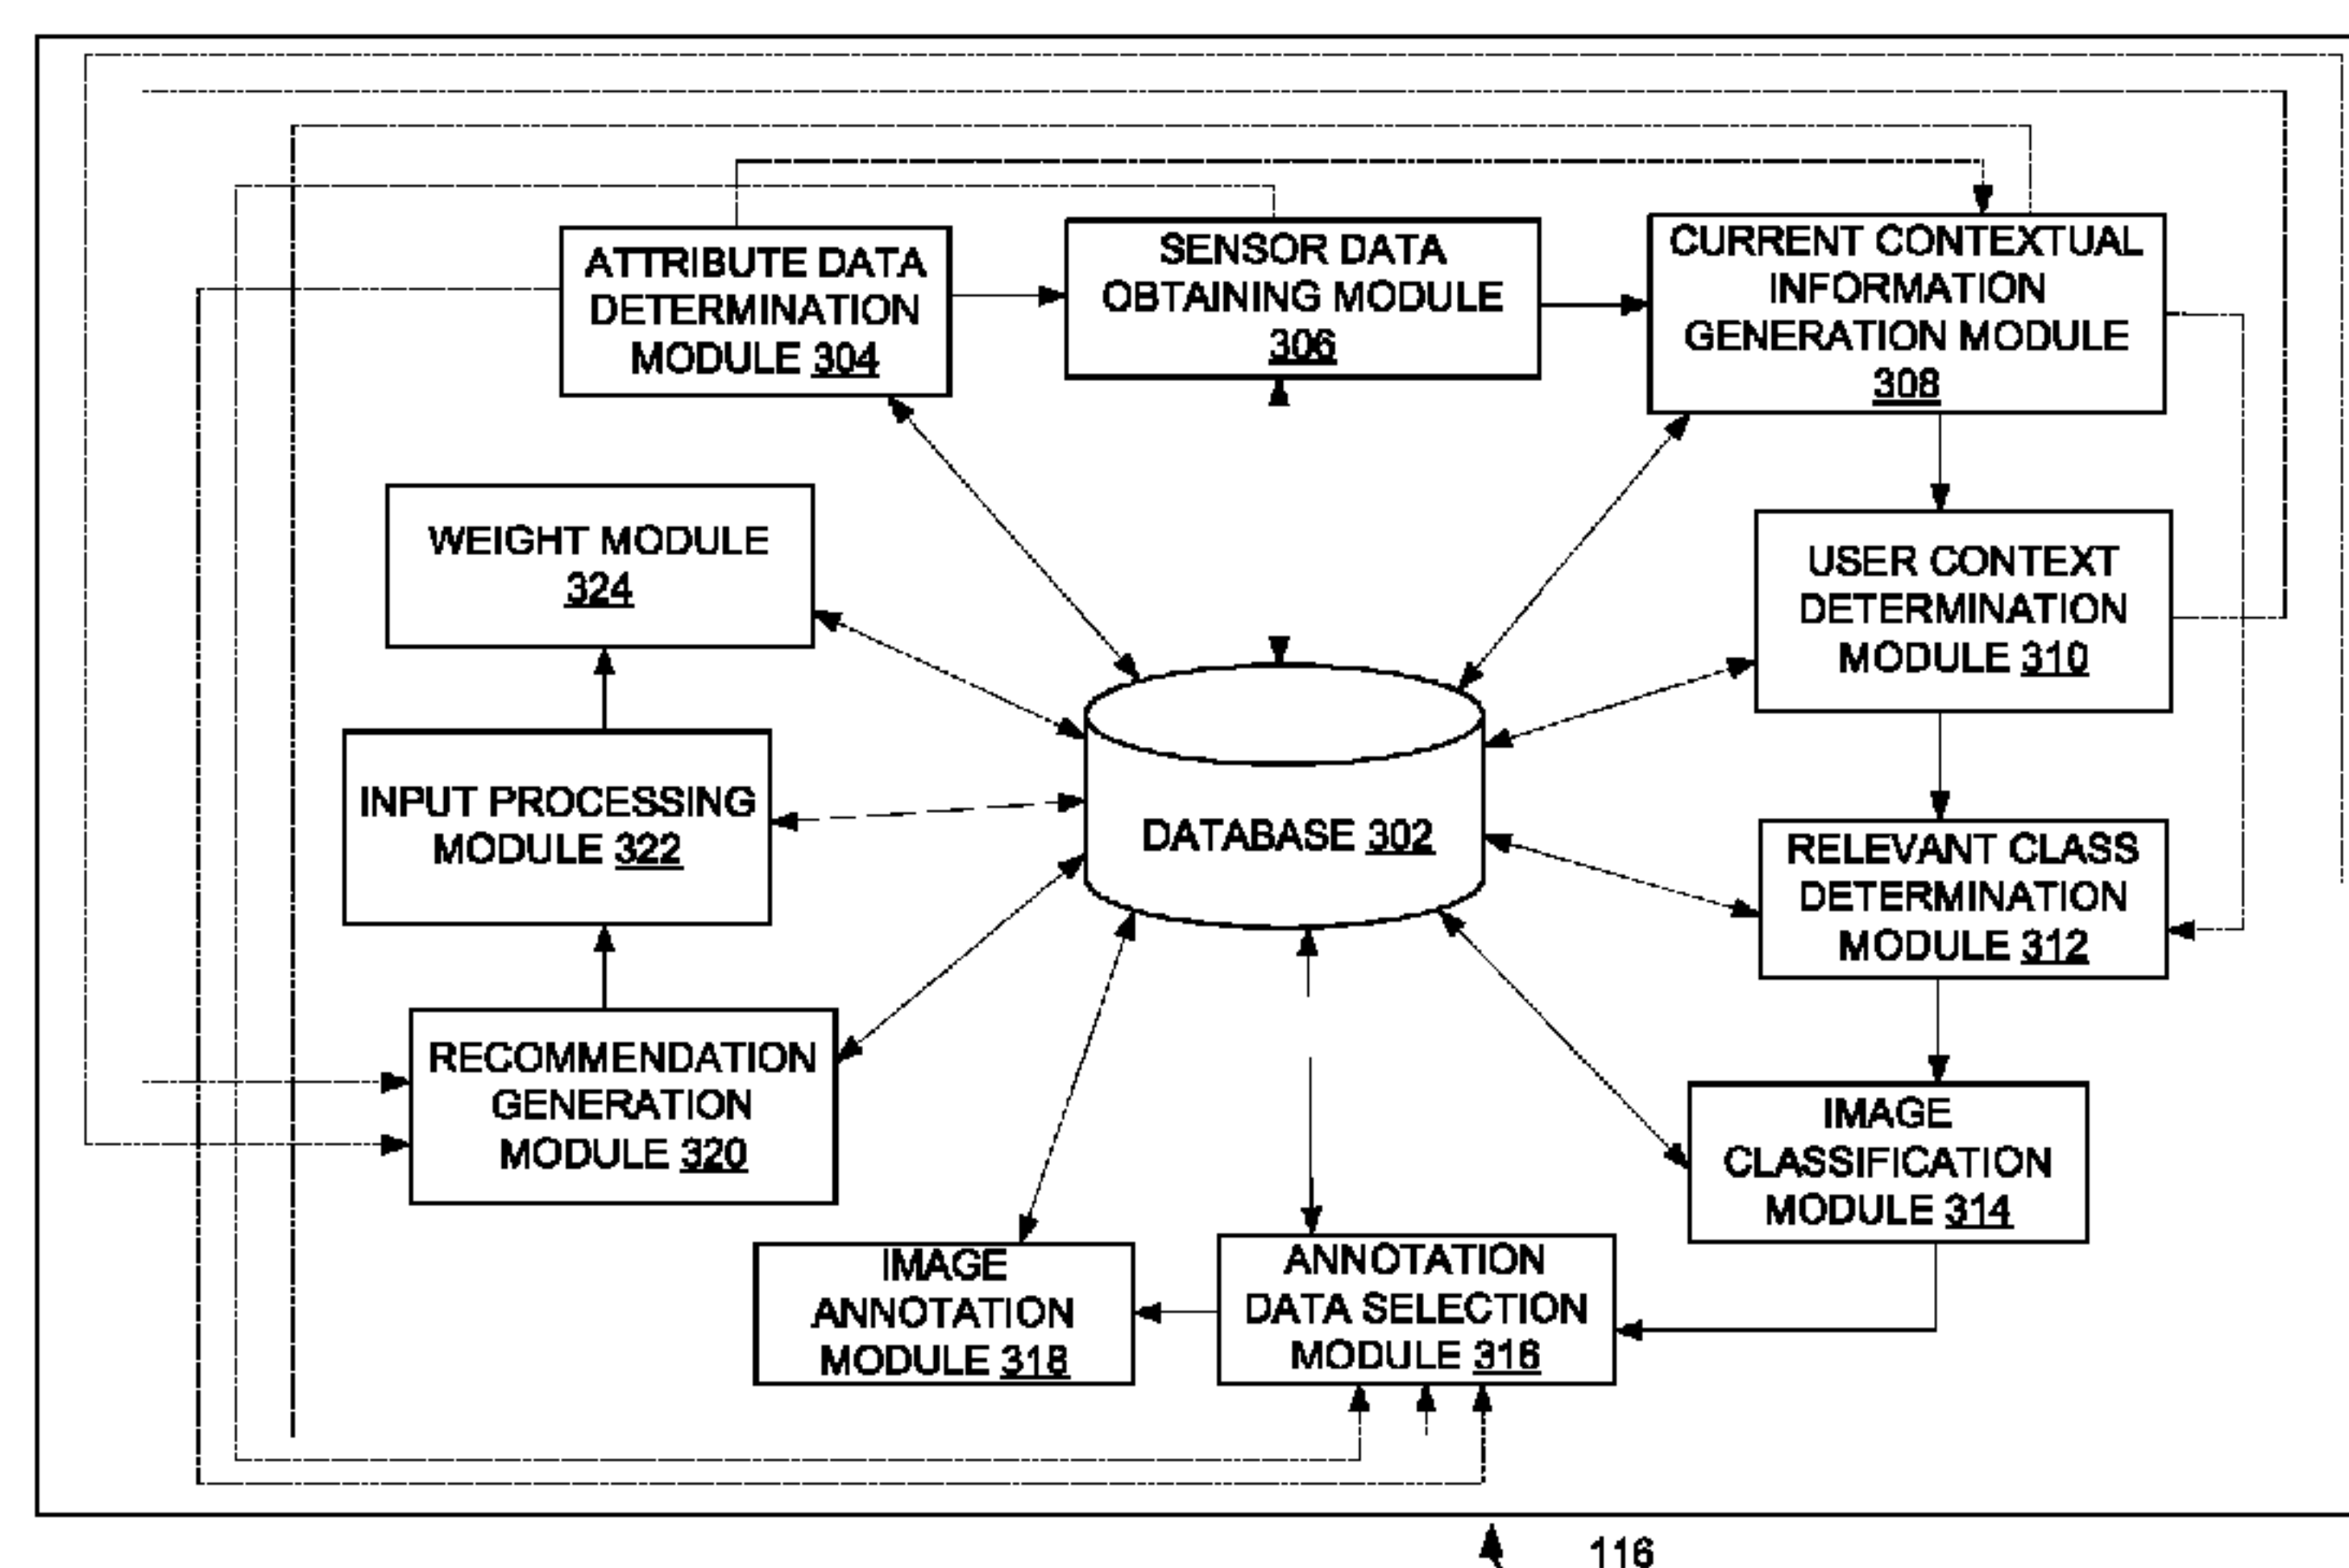 ATTRIBUTE DATA
DETERMINATION
MODULE 304
SENSOR DATA
OBTAINING MODULE
306
CURRENT CONTEXTUAL
INFORMATION
GENERATION MODULE
308
WEIGHT MODULE
324
USER CONTEXT
DETERMINATION
MODULE 310
INPUT PROCESSING
MODULE 322
DATABASE 302
RELEVANT CLASS
DETERMINATION
MODULE 312
RECOMMENDATION
GENERATION
MODULE 320
IMAGE
CLASSIFICATION
MODULE 314
IMAGE
ANNOTATION
MODULE 318
ANNOTATION
DATA SELECTION
MODULE 316
116